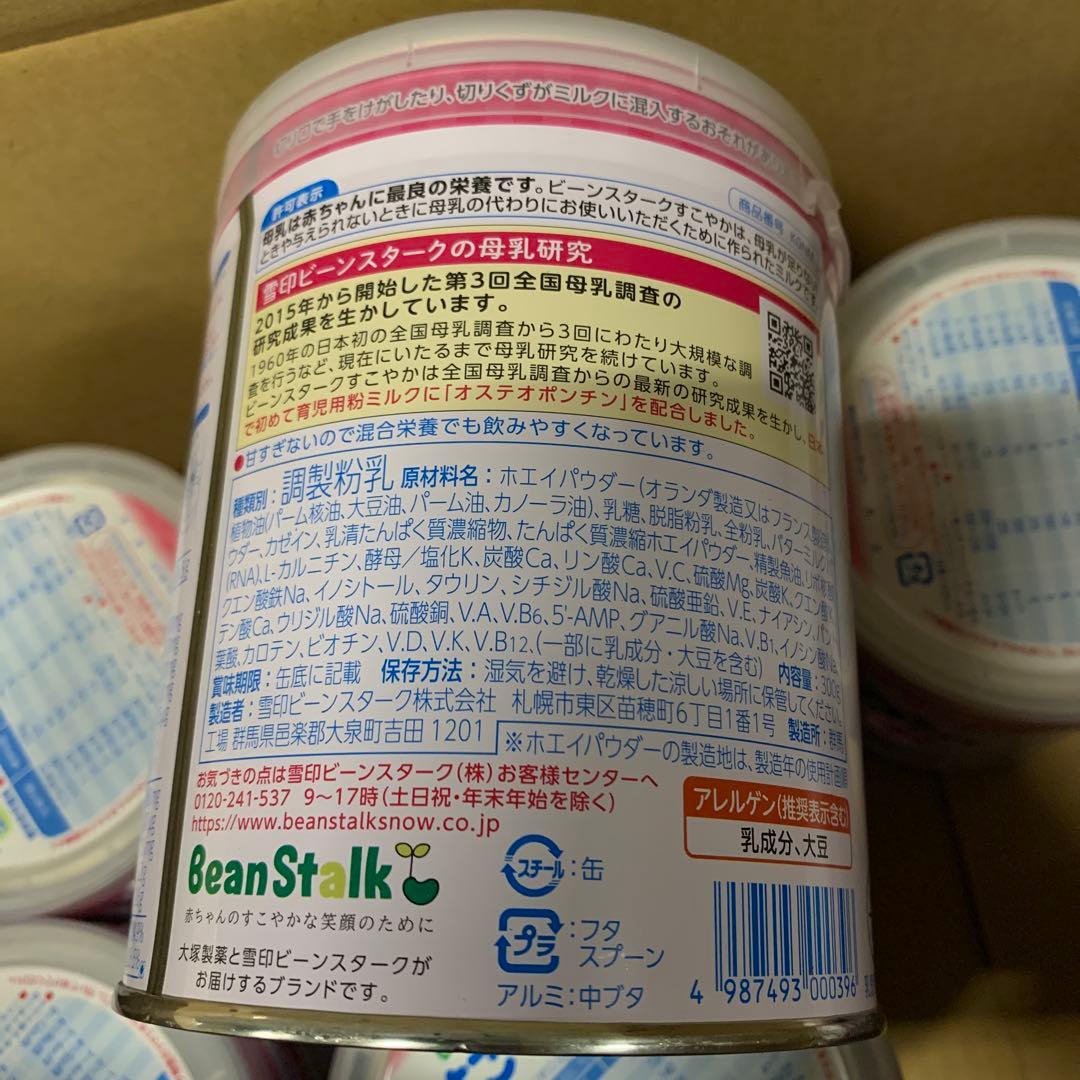 切り口で手をけがしたり、切りくずがミルクに混入するおそれがあり
許可表示
商品番号
母乳は赤ちゃんに最良の栄養です。ビーンスタークすこやかは、母乳が足りない
ときや与えられないときに母乳の代わりにお使いいただくために作られたミルクです。
雪印ビーンスタークの母乳研究
2015年から開始した第3回全国母乳調査の
研究成果を生かしています。
1960年の日本初の全国母乳調査から3回にわたり大規模な調
査を行うなど、現在にいたるまで母乳研究を続けています。
ビーンスタークすこやかは全国母乳調査からの最新の研究成果を生かし、日本
で初めて育児用粉ミルクに「オステオポンチン」を配合しました。
●甘すぎないので混合栄養でも飲みやすくなっています。
種類別:調製粉乳 原材料名:ホエイパウダー(オランダ製造又はフランス製造)、
植物油(パーム核油、大豆油、パーム油、カノーラ油)、乳糖、脱脂粉乳、全粉乳、バターミルクパ
ウダー、カゼイン、乳清たんぱく質濃縮物、たんぱく質濃縮ホエイパウダー、精製魚油、リボ核酸
(RNA)、L-カルニチン、酵母/塩化K、炭酸Ca、リン酸Ca、V.C、硫酸Mg、炭酸K、クエン酸K、
クエン酸鉄Na、イノシトール、タウリン、シチジル酸Na、硫酸亜鉛、V.E、ナイアシン、パント
テン酸Ca、ウリジル酸Na、硫酸銅、V.A、V.B6、5'-AMP、グアニル酸Na、V.B1、イノシン酸Na、
葉酸、カロテン、ビオチン、V.D、V.K、V.B12、(一部に乳成分・大豆を含む) 内容量:300g
賞味期限:缶底に記載 保存方法:湿気を避け、乾燥した涼しい場所に保管してください。
製造者:雪印ビーンスターク株式会社 札幌市東区苗穂町6丁目1番1号 製造所:群馬
工場 群馬県邑楽郡大泉町吉田1201
※ホエイパウダーの製造地は、製造年の使用計画順
お気づきの点は雪印ビーンスターク(株)お客様センターへ
0120-241-537 9〜17時(土日祝・年末年始を除く)
https://www.beanstalksnow.co.jp
アレルゲン(推奨表示含む)
乳成分、大豆
BeanStalk
赤ちゃんのすこやかな笑顔のために
大塚製薬と雪印ビーンスタークが
お届けするブランドです。
スチール:缶
プラ:フタ
スプーン
アルミ:中ブタ
4 987493 000396